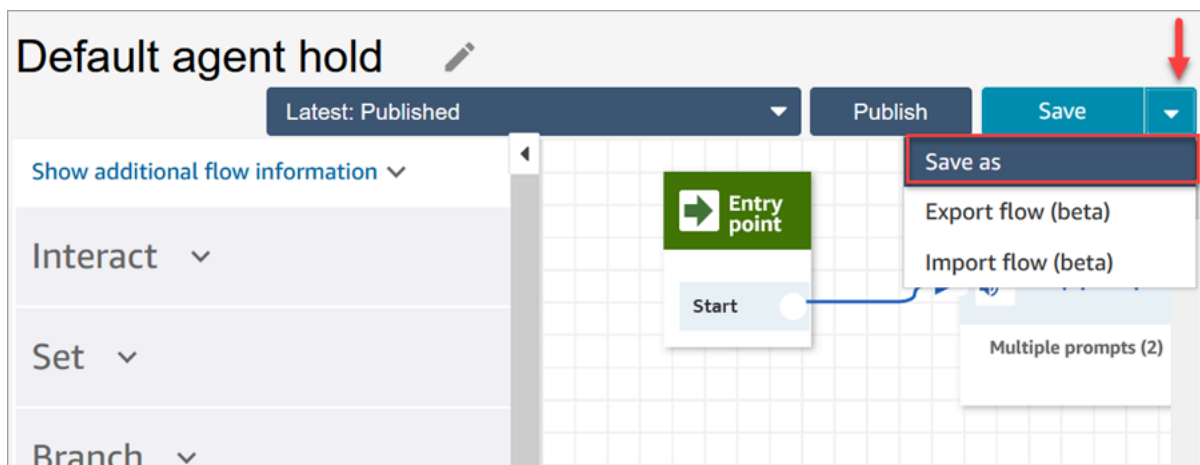 Default agent hold
Latest: Published
Publish
Save
Show additional flow information
Save as
Export flow (beta)
Import flow (beta)
Interact
Entry
point
Start
Set
Multiple prompts (2)
Branch